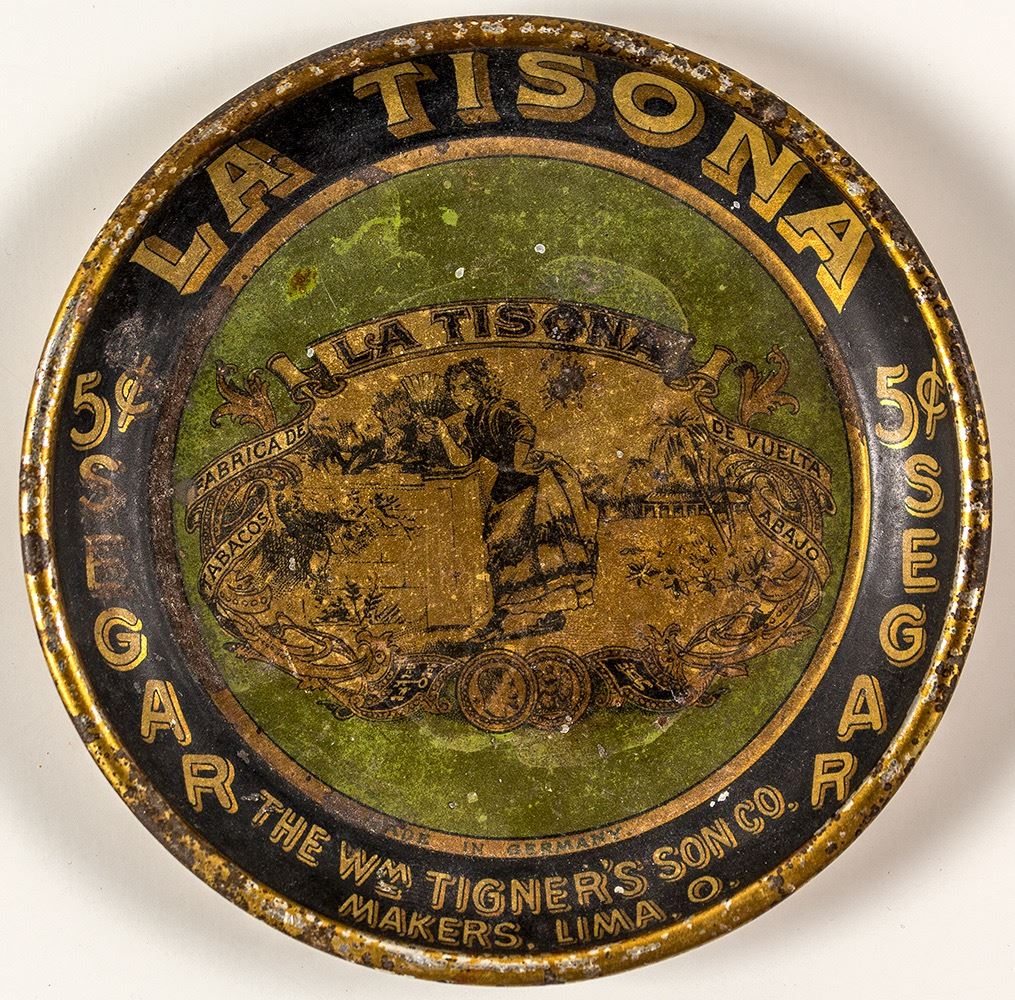 LA TISONA
LA TISONA
FABRICA DE
TABACOS
DE VUELTA
ABAJO
5¢ SEGAR
5¢ SEGAR
MADE IN GERMANY
THE WM TIGNER'S SON CO.
MAKERS. LIMA. O.